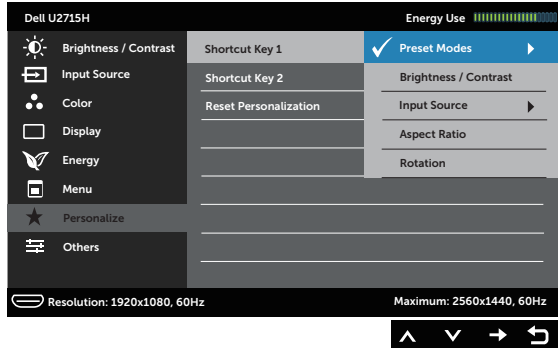 Dell U2715H Energy Use
Brightness / Contrast Shortcut Key 1 Preset Modes
Input Source Shortcut Key 2 Brightness / Contrast
Color Reset Personalization Input Source
Display Aspect Ratio
Energy Rotation
Menu
Personalize
Others
Resolution: 1920x1080, 60Hz Maximum: 2560x1440, 60Hz